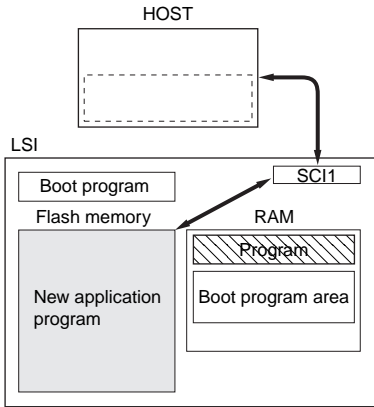 HOST
LSI
SCI1
Boot program
Flash memory
RAM
Program
Boot program area
New application
program